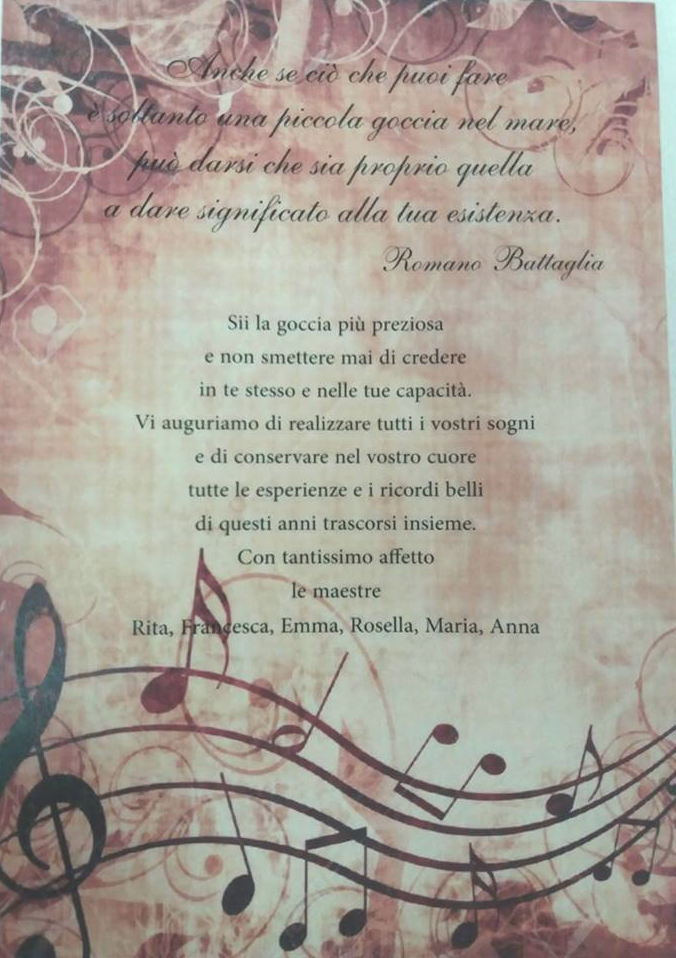 Anche se ciò che puoi fare
è soltanto una piccola goccia nel mare,
può darsi che sia proprio quella
a dare significato alla tua esistenza.
Romano Battaglia
Sii la goccia più preziosa
e non smettere mai di credere
in te stesso e nelle tue capacità.
Vi auguriamo di realizzare tutti i vostri sogni
e di conservare nel vostro cuore
tutte le esperienze e i ricordi belli
di questi anni trascorsi insieme.
Con tantissimo affetto
le maestre
Rita, Francesca, Emma, Rosella, Maria, Anna